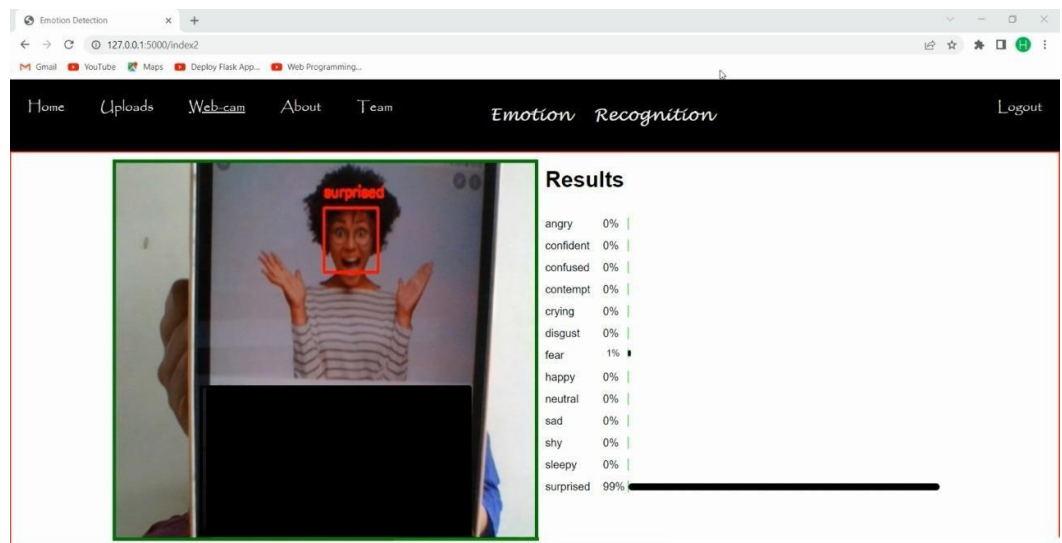 Emotion Detection
127.0.0.1:5000/index2
Gmail YouTube Maps Deploy Flask App... Web Programming...
Home Uploads Web-cam About Team Emotion Recognition Logout
surprised
Results
angry 0%
confident 0%
confused 0%
contempt 0%
crying 0%
disgust 0%
fear 1%
happy 0%
neutral 0%
sad 0%
shy 0%
sleepy 0%
surprised 99%
H